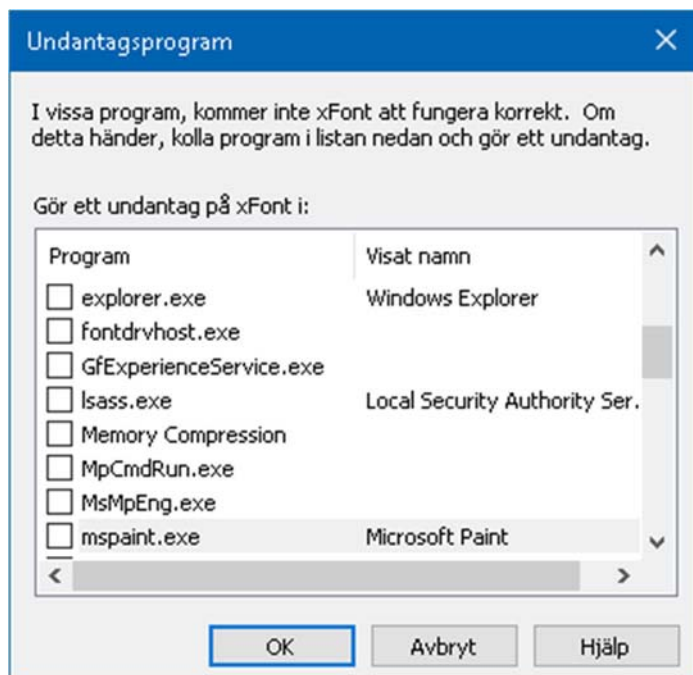 Undantagsprogram
I vissa program, kommer inte xFont att fungera korrekt. Om
detta händer, kolla program i listan nedan och gör ett undantag.
Gör ett undantag på xFont i:
Program Visat namn
explorer.exe Windows Explorer
fontdrvhost.exe
GfExperienceService.exe
lsass.exe Local Security Authority Ser.
Memory Compression
MpCmdRun.exe
MsMpEng.exe
mspaint.exe Microsoft Paint
OK Avbryt Hjälp